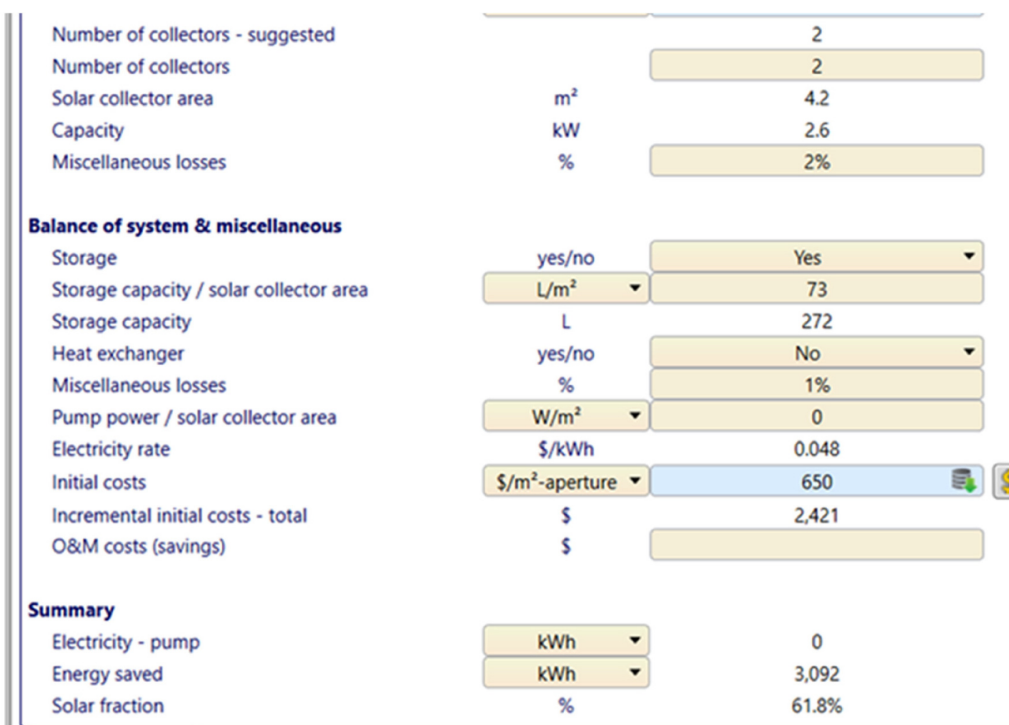 Number of collectors - suggested 2
Number of collectors 2
Solar collector area m² 4.2
Capacity kW 2.6
Miscellaneous losses % 2%
Balance of system & miscellaneous
Storage yes/no Yes
Storage capacity / solar collector area L/m² 73
Storage capacity L 272
Heat exchanger yes/no No
Miscellaneous losses % 1%
Pump power / solar collector area W/m² 0
Electricity rate $/kWh 0.048
Initial costs $/m²-aperture 650
Incremental initial costs - total $ 2,421
O&M costs (savings) $
Summary
Electricity - pump kWh 0
Energy saved kWh 3,092
Solar fraction % 61.8%